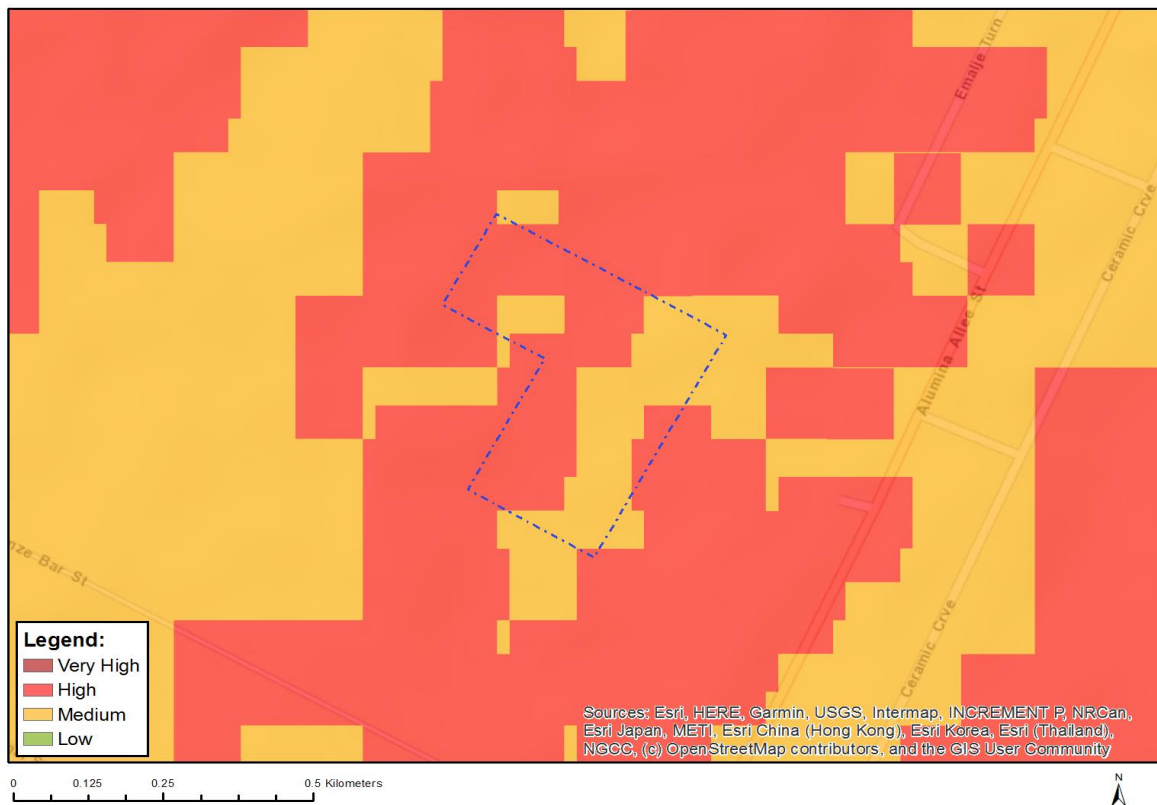 Emalje Turn
Ceramic Crve
Alumina Allee St
nze Bar St
Ceramic Crve
Legend:
Very High
High
Medium
Low
Sources: Esri, HERE, Garmin, USGS, Intermap, INCREMENT P, NRCan,
Esri Japan, METI, Esri China (Hong Kong), Esri Korea, Esri (Thailand),
NGCC, (c) OpenStreetMap contributors, and the GIS User Community
0 0.125 0.25 0.5 Kilometers
N